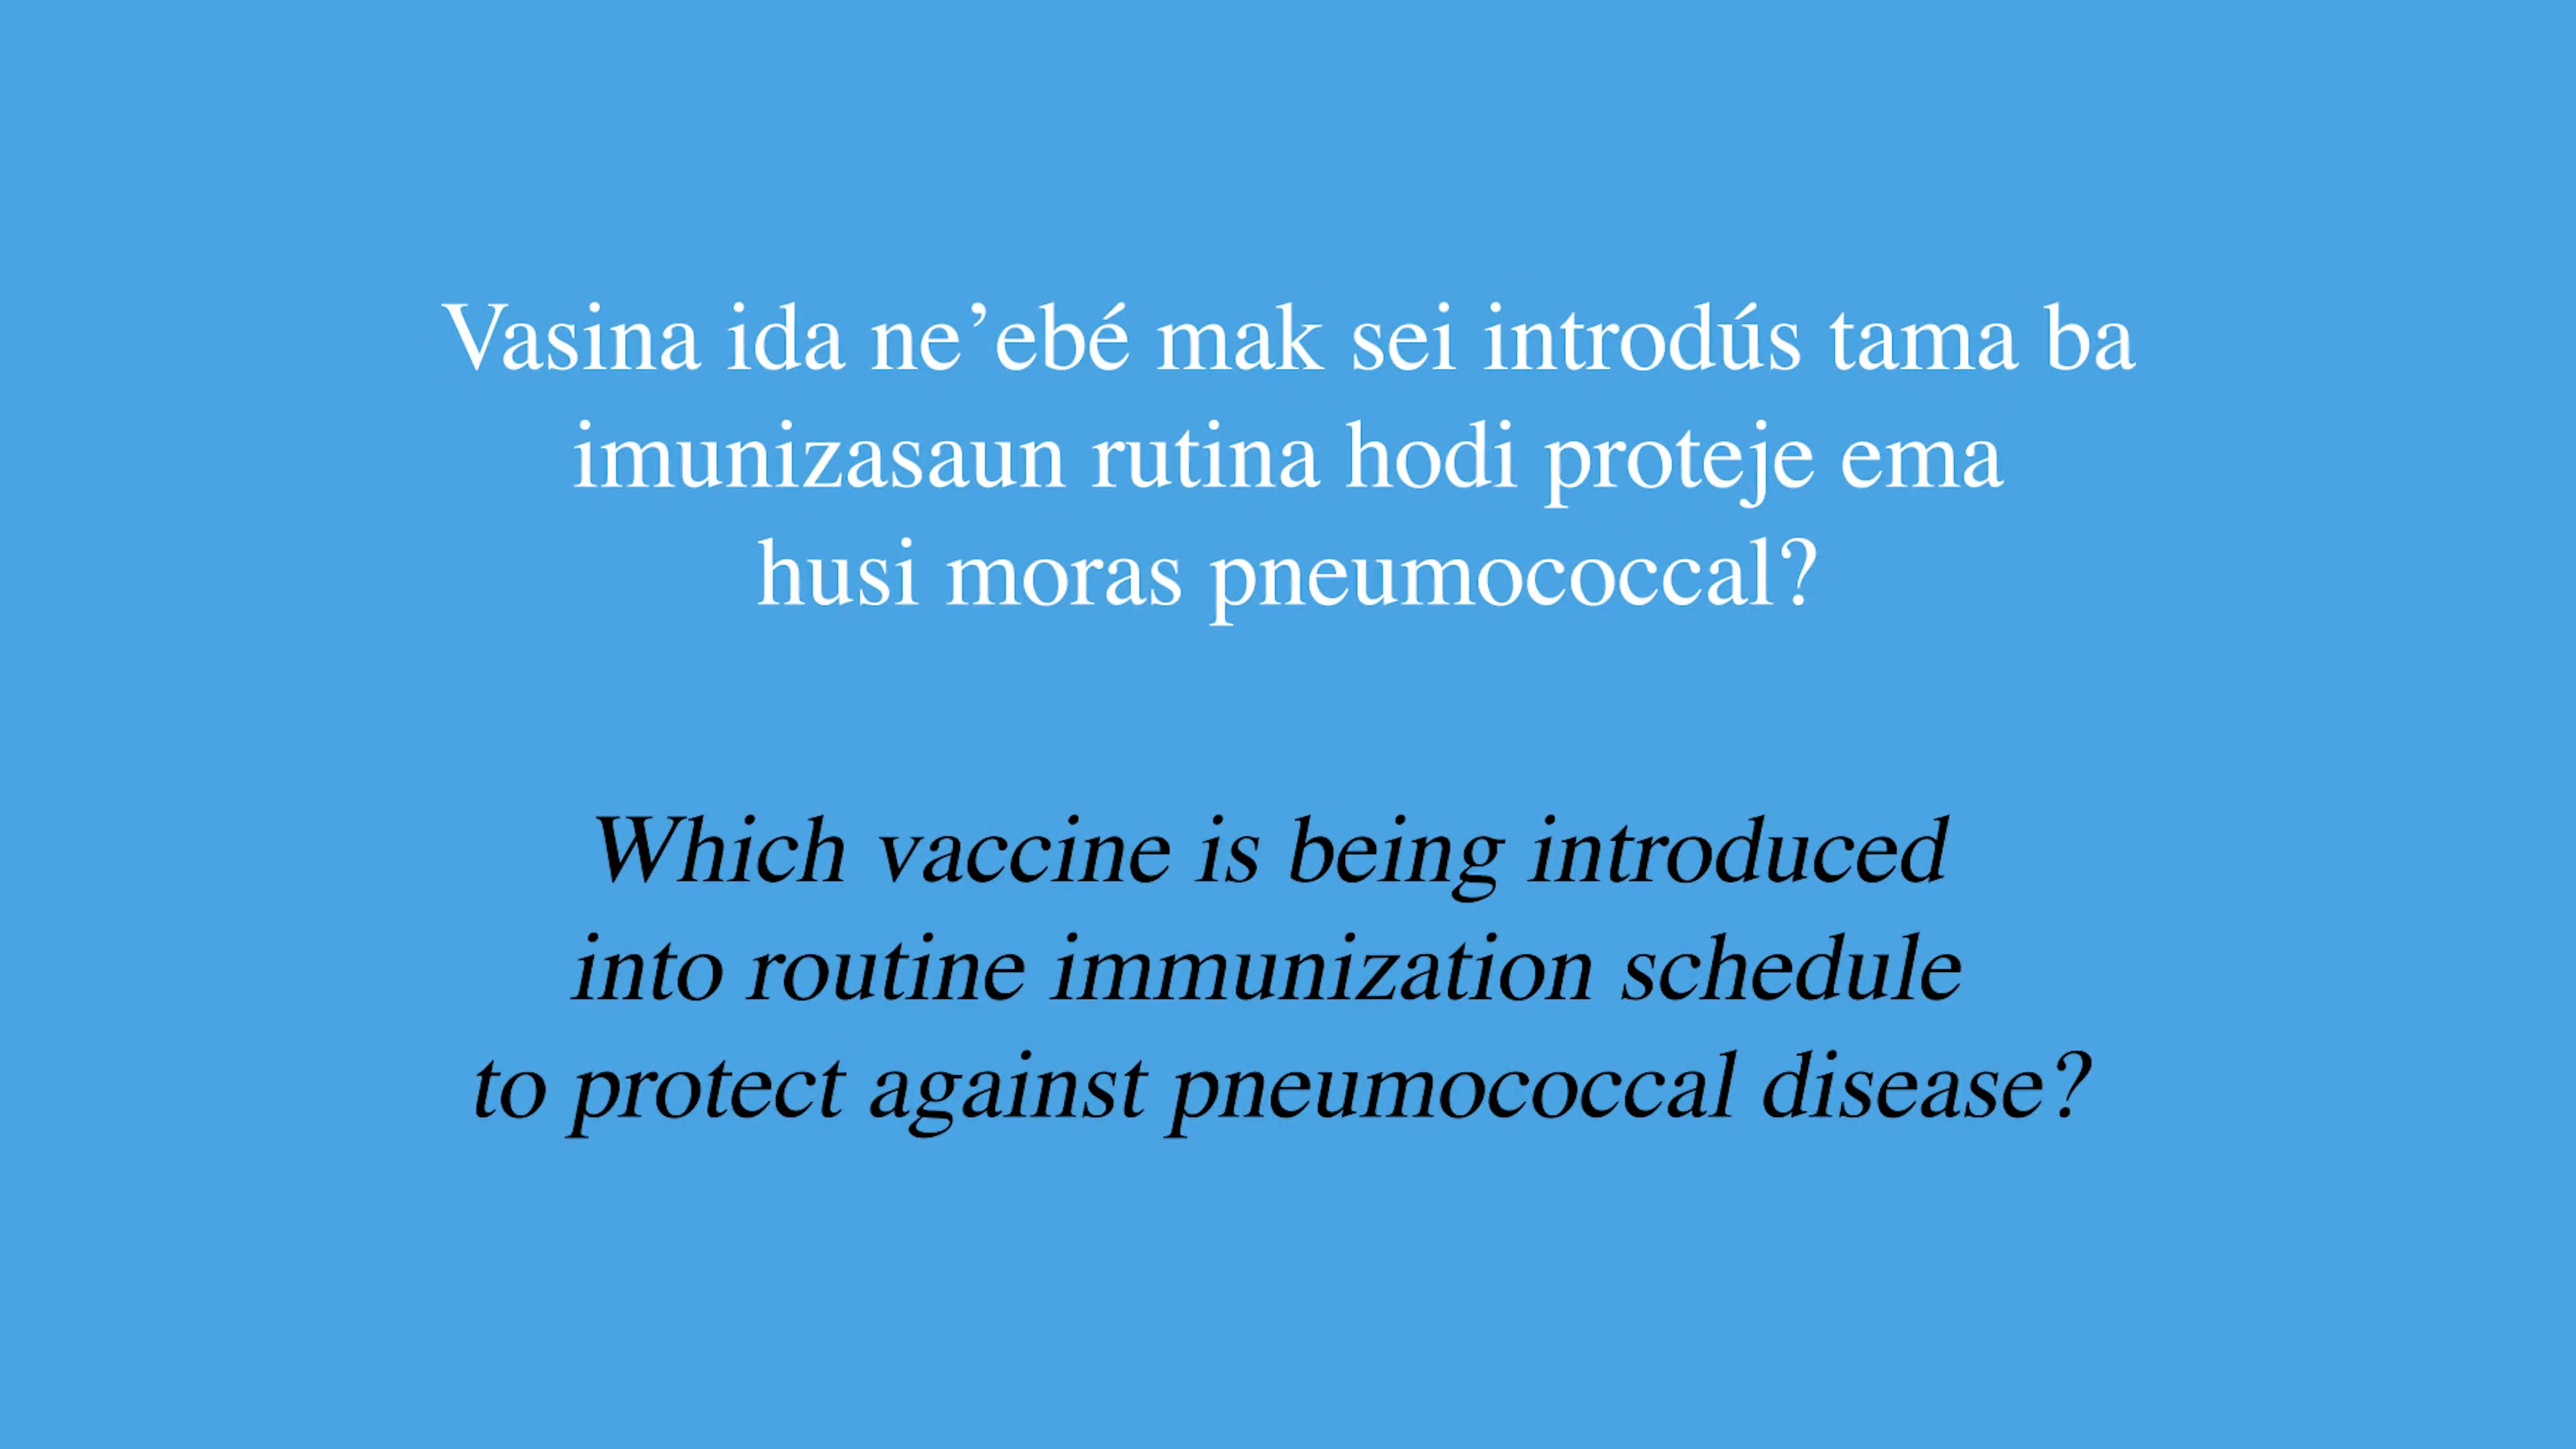 Vasina ida ne’ebé mak sei introdús tama ba
imunizasaun rutina hodi proteje ema
husi moras pneumococcal?
Which vaccine is being introduced
into routine immunization schedule
to protect against pneumococcal disease?